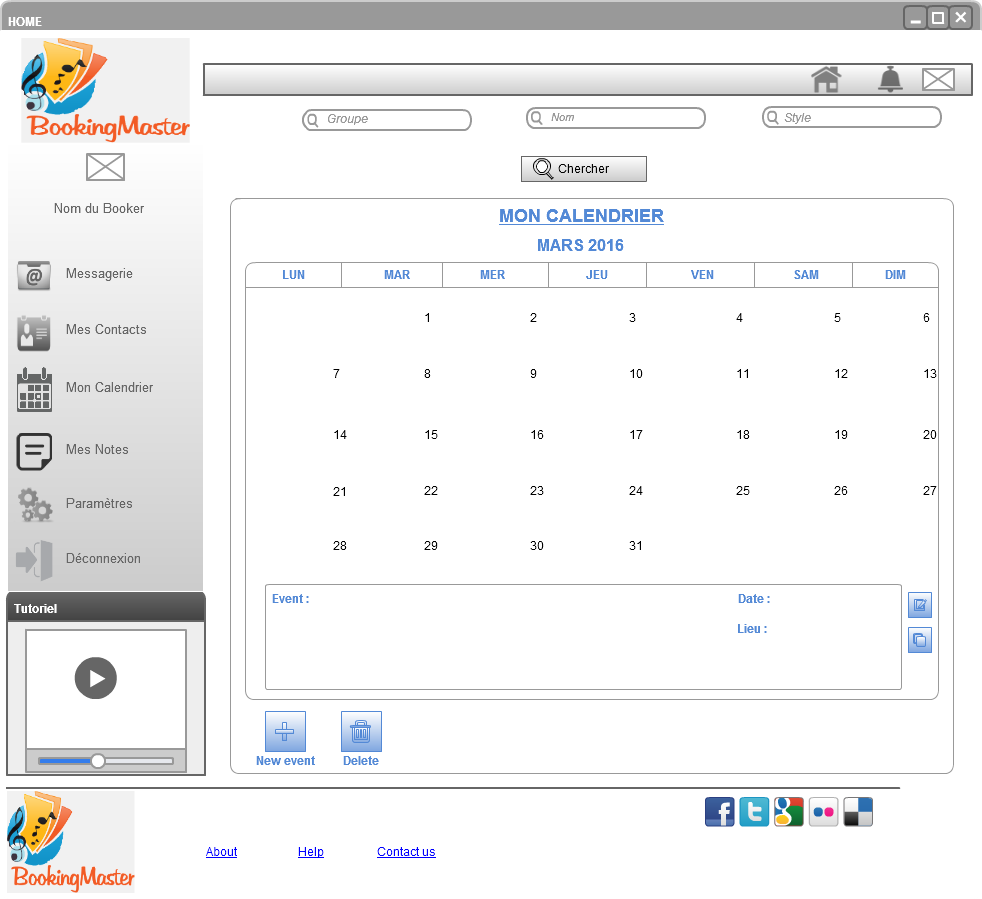 HOME
BookingMaster
Groupe Nom Style
Chercher
Nom du Booker
Messagerie
Mes Contacts
Mon Calendrier
Mes Notes
Paramètres
Déconnexion
Tutoriel
MON CALENDRIER
MARS 2016
LUN MAR MER JEU VEN SAM DIM
1 2 3 4 5 6
7 8 9 10 11 12 13
14 15 16 17 18 19 20
21 22 23 24 25 26 27
28 29 30 31
Event : Date :
Lieu :
New event Delete
BookingMaster
About Help Contact us